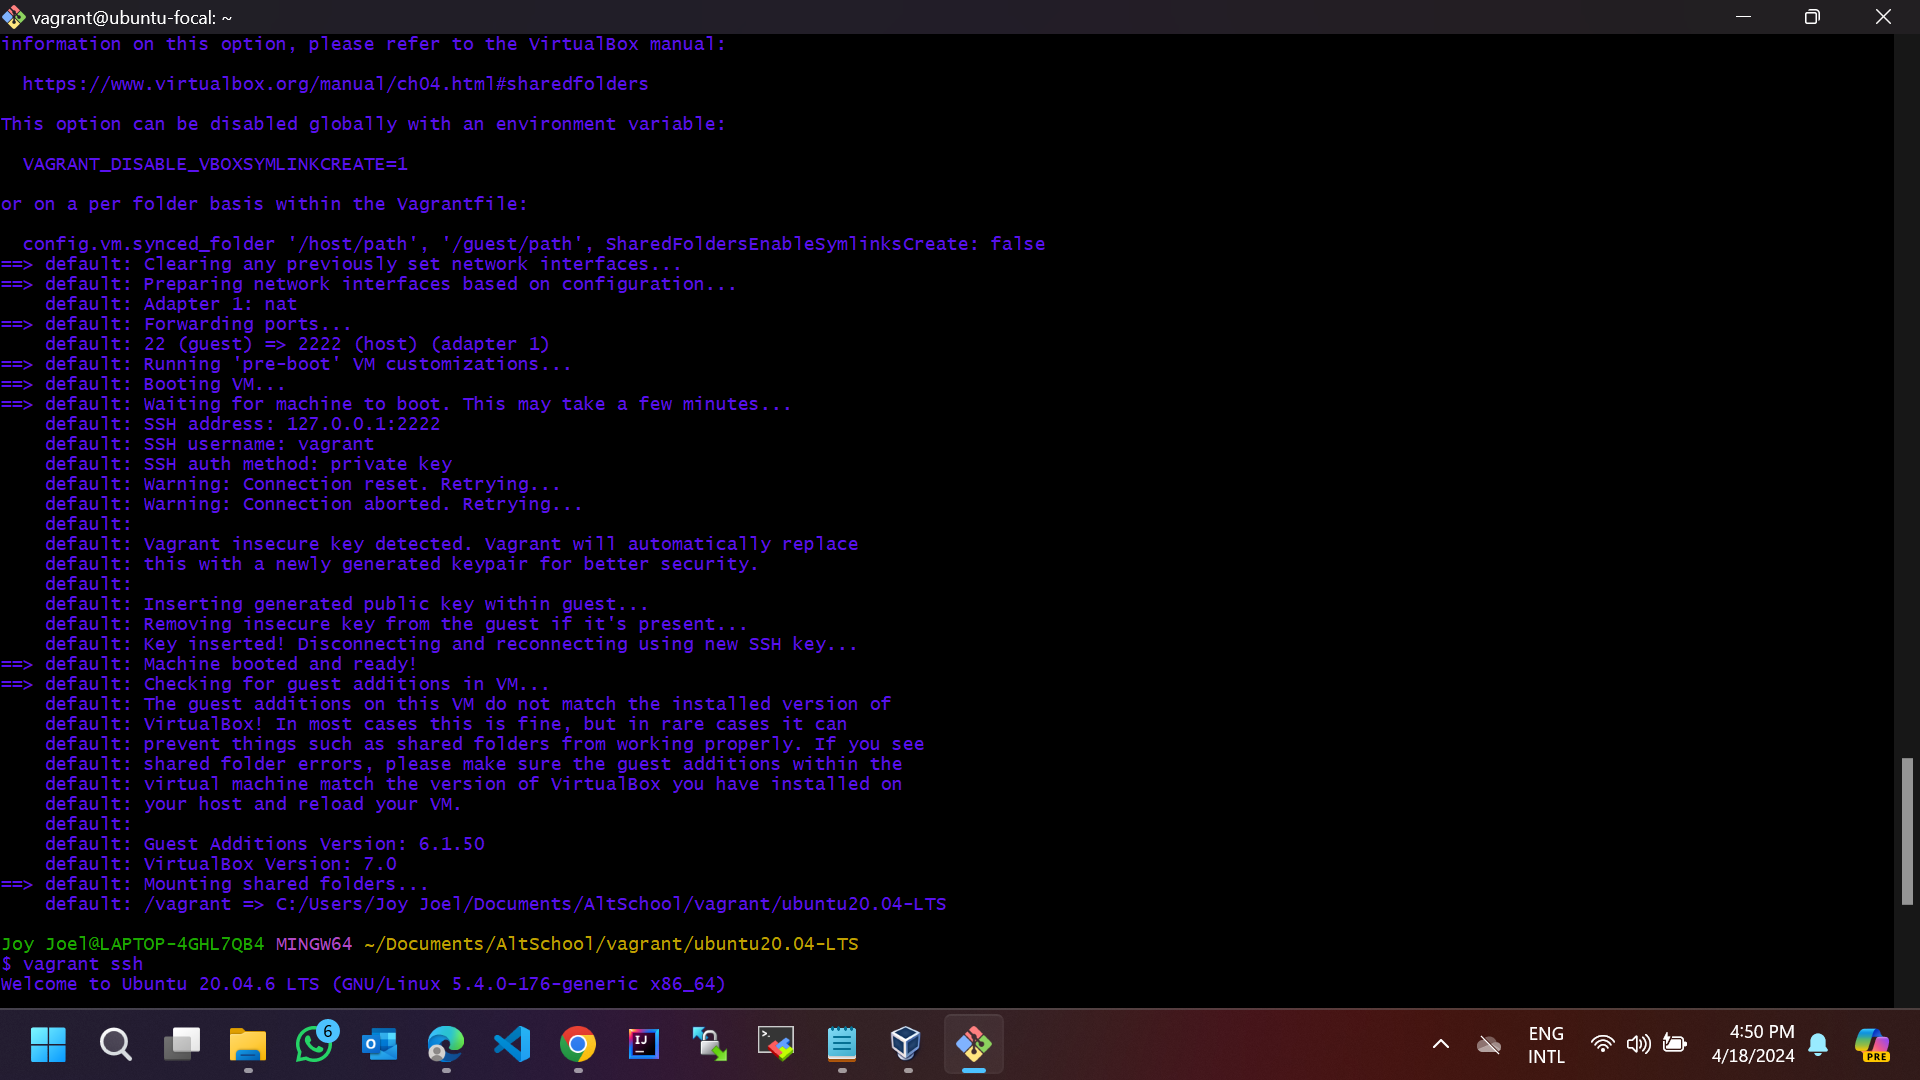 vagrant@ubuntu-focal: ~
information on this option, please refer to the VirtualBox manual:
https://www.virtualbox.org/manual/ch04.html#sharedfolders
This option can be disabled globally with an environment variable:
VAGRANT_DISABLE_VBOXSYMLINKCREATE=1
or on a per folder basis within the Vagrantfile:
config.vm.synced_folder '/host/path', '/guest/path', SharedFoldersEnableSymlinksCreate: false
==> default: Clearing any previously set network interfaces...
==> default: Preparing network interfaces based on configuration...
default: Adapter 1: nat
==> default: Forwarding ports...
default: 22 (guest) => 2222 (host) (adapter 1)
==> default: Running 'pre-boot' VM customizations...
==> default: Booting VM...
==> default: Waiting for machine to boot. This may take a few minutes...
default: SSH address: 127.0.0.1:2222
default: SSH username: vagrant
default: SSH auth method: private key
default: Warning: Connection reset. Retrying...
default: Warning: Connection aborted. Retrying...
default:
default: Vagrant insecure key detected. Vagrant will automatically replace
default: this with a newly generated keypair for better security.
default:
default: Inserting generated public key within guest...
default: Removing insecure key from the guest if it's present...
default: Key inserted! Disconnecting and reconnecting using new SSH key...
==> default: Machine booted and ready!
==> default: Checking for guest additions in VM...
default: The guest additions on this VM do not match the installed version of
default: VirtualBox! In most cases this is fine, but in rare cases it can
default: prevent things such as shared folders from working properly. If you see
default: shared folder errors, please make sure the guest additions within the
default: virtual machine match the version of VirtualBox you have installed on
default: your host and reload your VM.
default:
default: Guest Additions Version: 6.1.50
default: VirtualBox Version: 7.0
==> default: Mounting shared folders...
default: /vagrant => C:/Users/Joy Joel/Documents/AltSchool/vagrant/ubuntu20.04-LTS
Joy Joel@LAPTOP-4GHL7QB4 MINGW64 ~/Documents/AltSchool/vagrant/ubuntu20.04-LTS
$ vagrant ssh
Welcome to Ubuntu 20.04.6 LTS (GNU/Linux 5.4.0-176-generic x86_64)
6
IJ
ENG
INTL
4:50 PM
4/18/2024
PRE